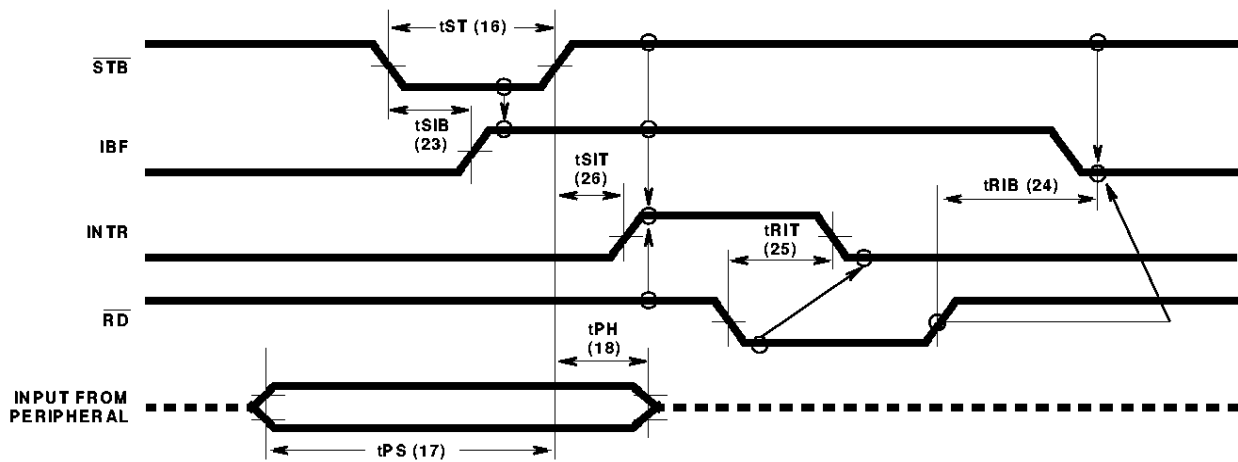 tST (16)
STB
tSIB
(23)
IBF
tSIT
(26)
tRIB (24)
INTR
tRIT
(25)
RD
tPH
(18)
INPUT FROM
PERIPHERAL
tPS (17)